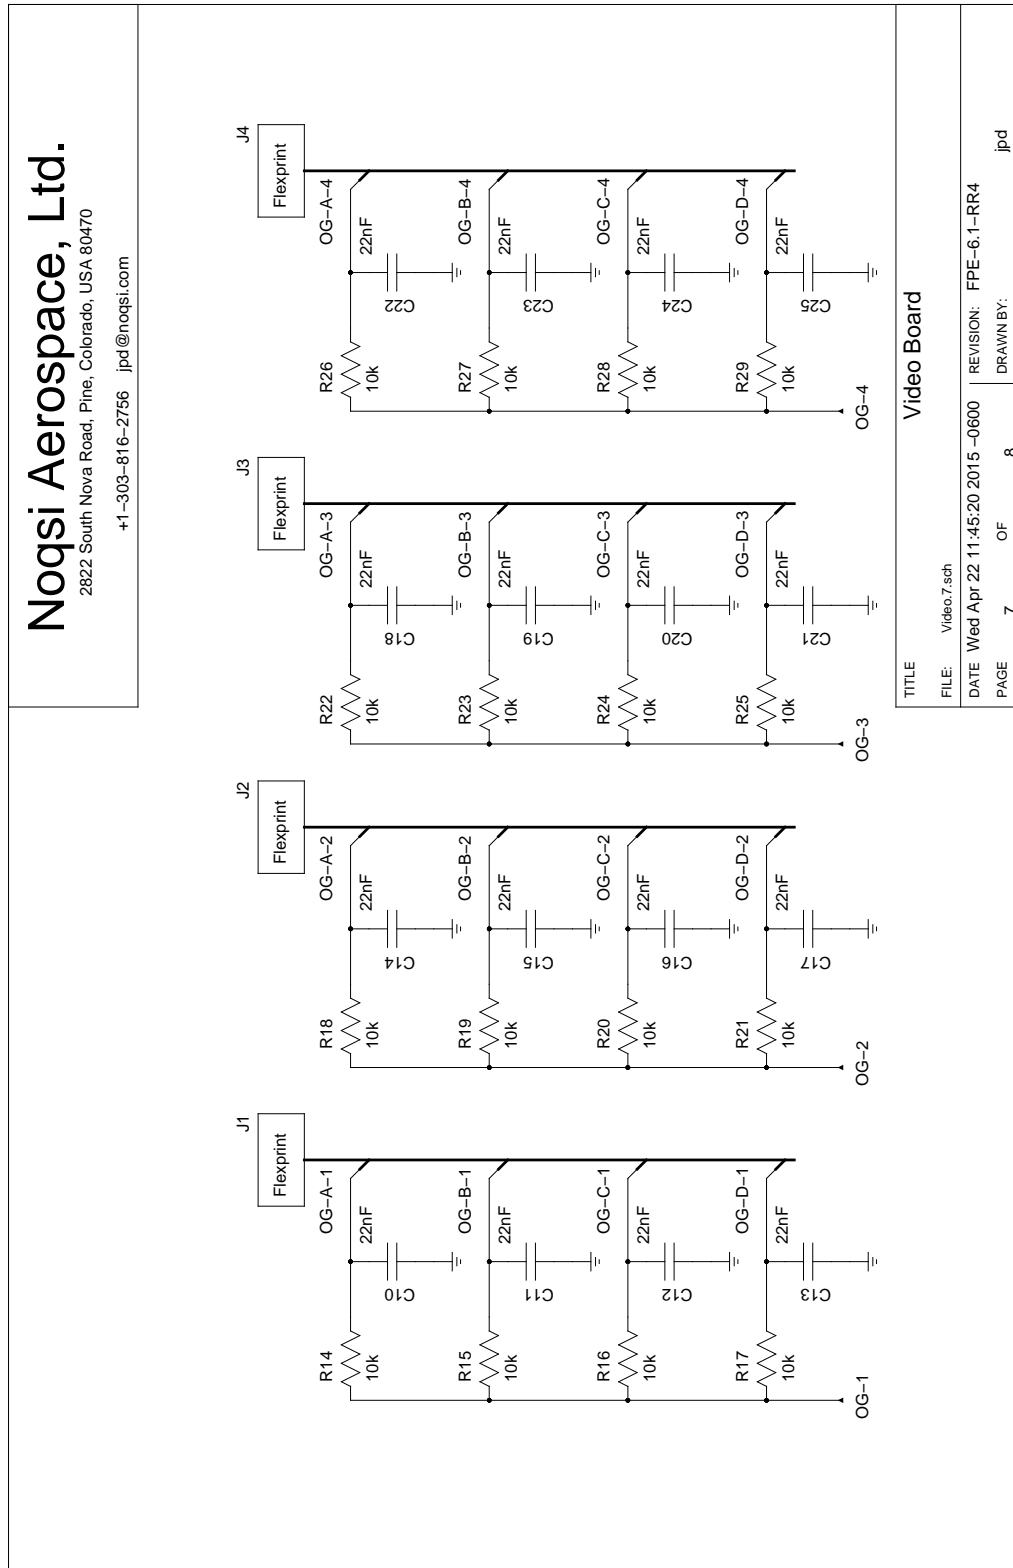 Noqsi Aerospace, Ltd.
2822 South Nova Road, Pine, Colorado, USA 80470
+1−303−816−2756 jpd@noqsi.com
J1
Flexprint
OG−A−1
22nF
R14
10k
C10
OG−B−1
22nF
R15
10k
C11
OG−C−1
22nF
R16
10k
C12
OG−D−1
22nF
R17
10k
C13
OG−1
J2
Flexprint
OG−A−2
22nF
R18
10k
C14
OG−B−2
22nF
R19
10k
C15
OG−C−2
22nF
R20
10k
C16
OG−D−2
22nF
R21
10k
C17
OG−2
J3
Flexprint
OG−A−3
22nF
R22
10k
C18
OG−B−3
22nF
R23
10k
C19
OG−C−3
22nF
R24
10k
C20
OG−D−3
22nF
R25
10k
C21
OG−3
J4
Flexprint
OG−A−4
22nF
R26
10k
C22
OG−B−4
22nF
R27
10k
C23
OG−C−4
22nF
R28
10k
C24
OG−D−4
22nF
R29
10k
C25
OG−4
TITLE
Video Board
FILE: Video.7.sch
DATE Wed Apr 22 11:45:20 2015 −0600
REVISION: FPE−6.1−RR4
PAGE 7 OF 8
DRAWN BY: jpd